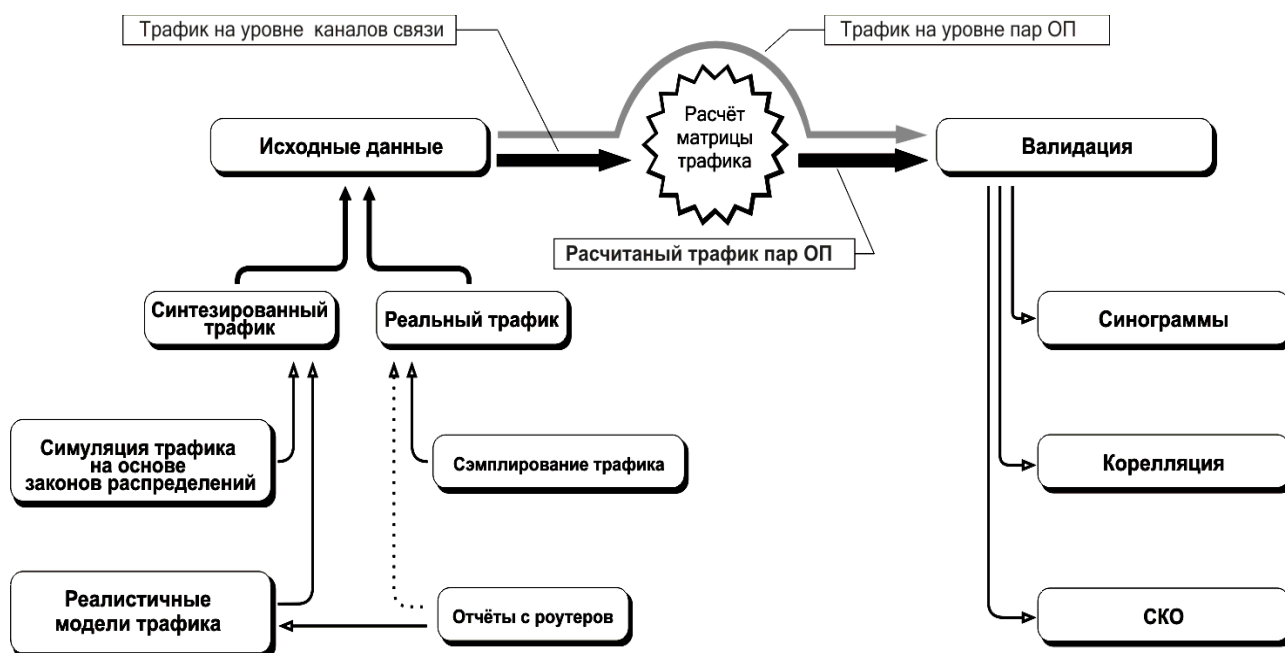 Трафик на уровне каналов связи
Трафик на уровне пар ОП
Исходные данные
Расчёт
матрицы
трафика
Валидация
Расчитаный трафик пар ОП
Синтезированный
трафик
Реальный трафик
Синограммы
Симуляция трафика
на основе
законов распределений
Сэмплирование трафика
Корелляция
Реалистичные
модели трафика
Отчёты с роутеров
СКО